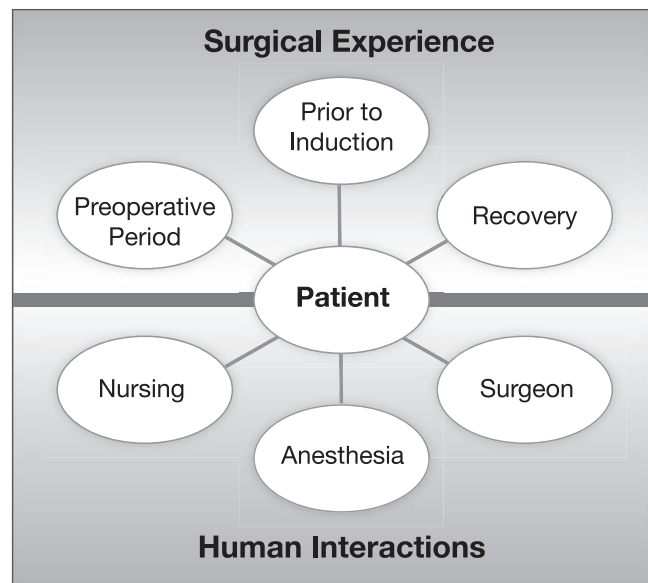 Surgical Experience
Prior to
Induction
Preoperative
Period
Recovery
Patient
Nursing
Surgeon
Anesthesia
Human Interactions